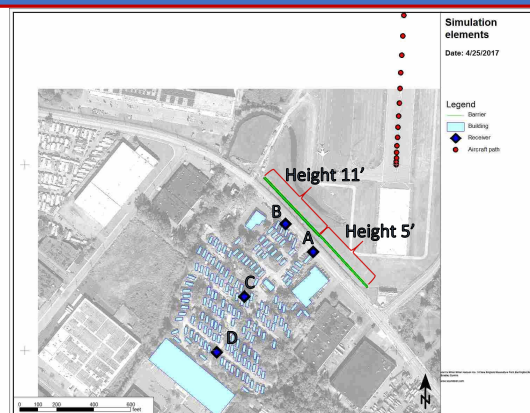 Simulation
elements
Date: 4/25/2017
Legend
Barrier
Building
Receiver
Aircraft path
Height 11'
B
Height 5'
A
C
D
N
0 100 200 400 600
feet